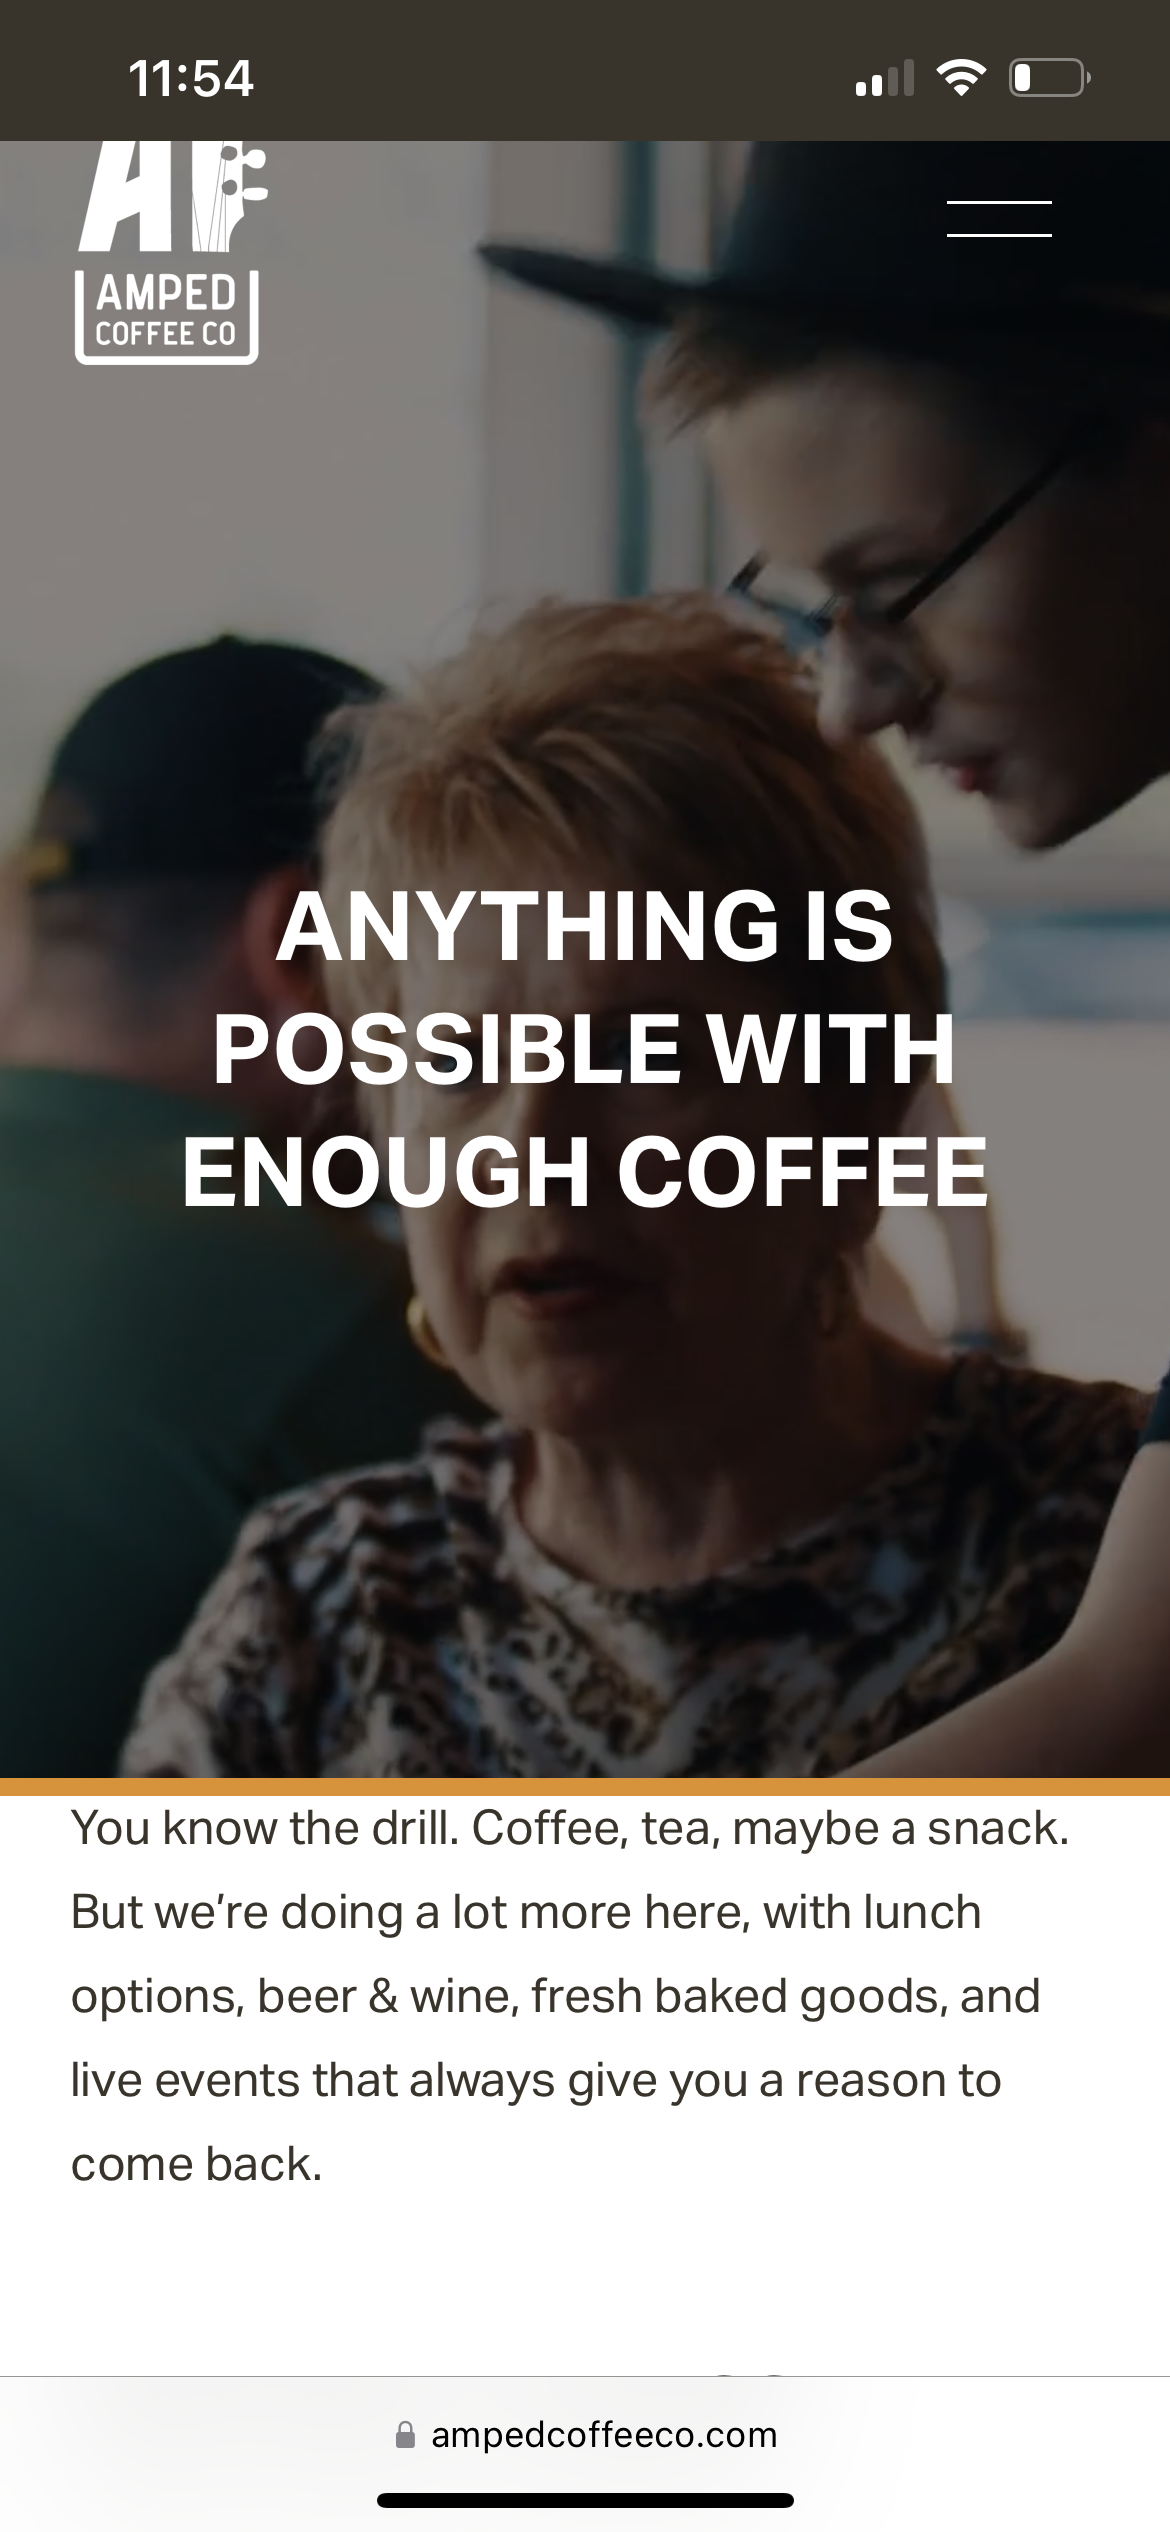 11:54
AF
AMPED
COFFEE CO
ANYTHING IS
POSSIBLE WITH
ENOUGH COFFEE
You know the drill. Coffee, tea, maybe a snack.
But we’re doing a lot more here, with lunch
options, beer & wine, fresh baked goods, and
live events that always give you a reason to
come back.
ampedcoffeeco.com